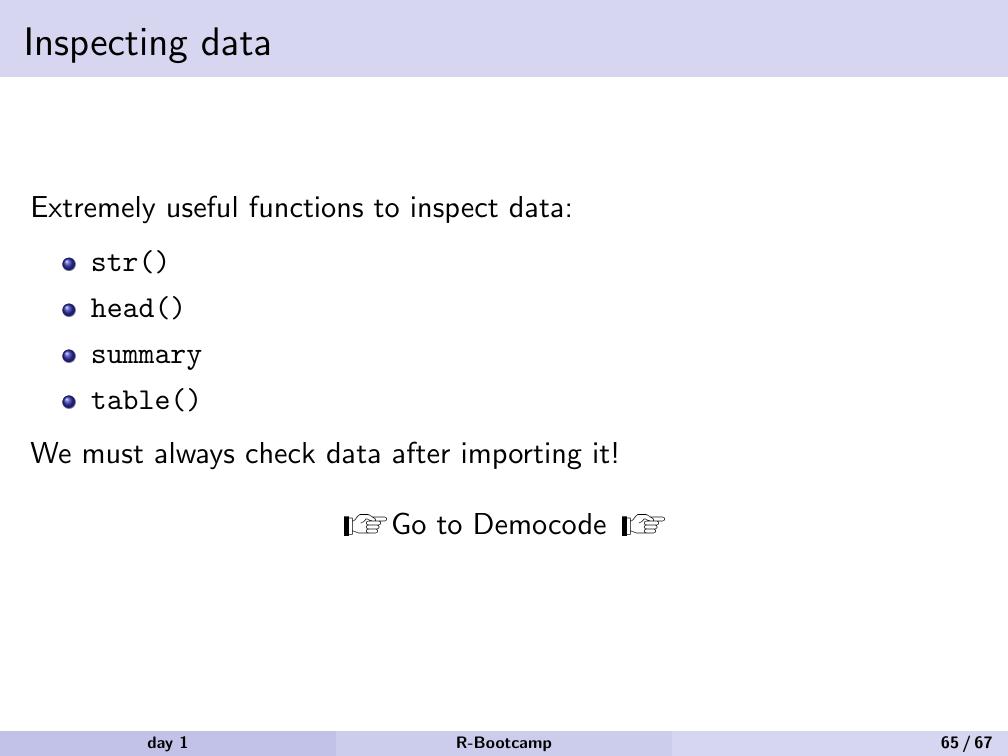 Inspecting data
Extremely useful functions to inspect data:
str()
head()
summary
table()
We must always check data after importing it!
☞Go to Democode ☞
day 1
R-Bootcamp
65 / 67